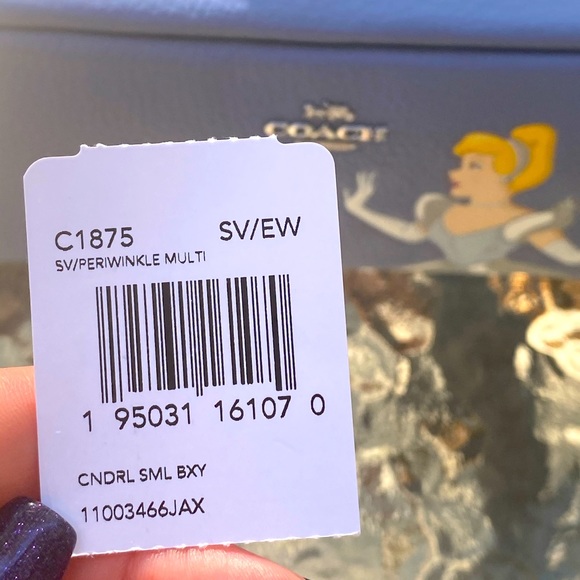 COACH
C1875 SV/EW
SV/PERIWINKLE MULTI
1 95031 16107 0
CNDRL SML BXY
11003466JAX